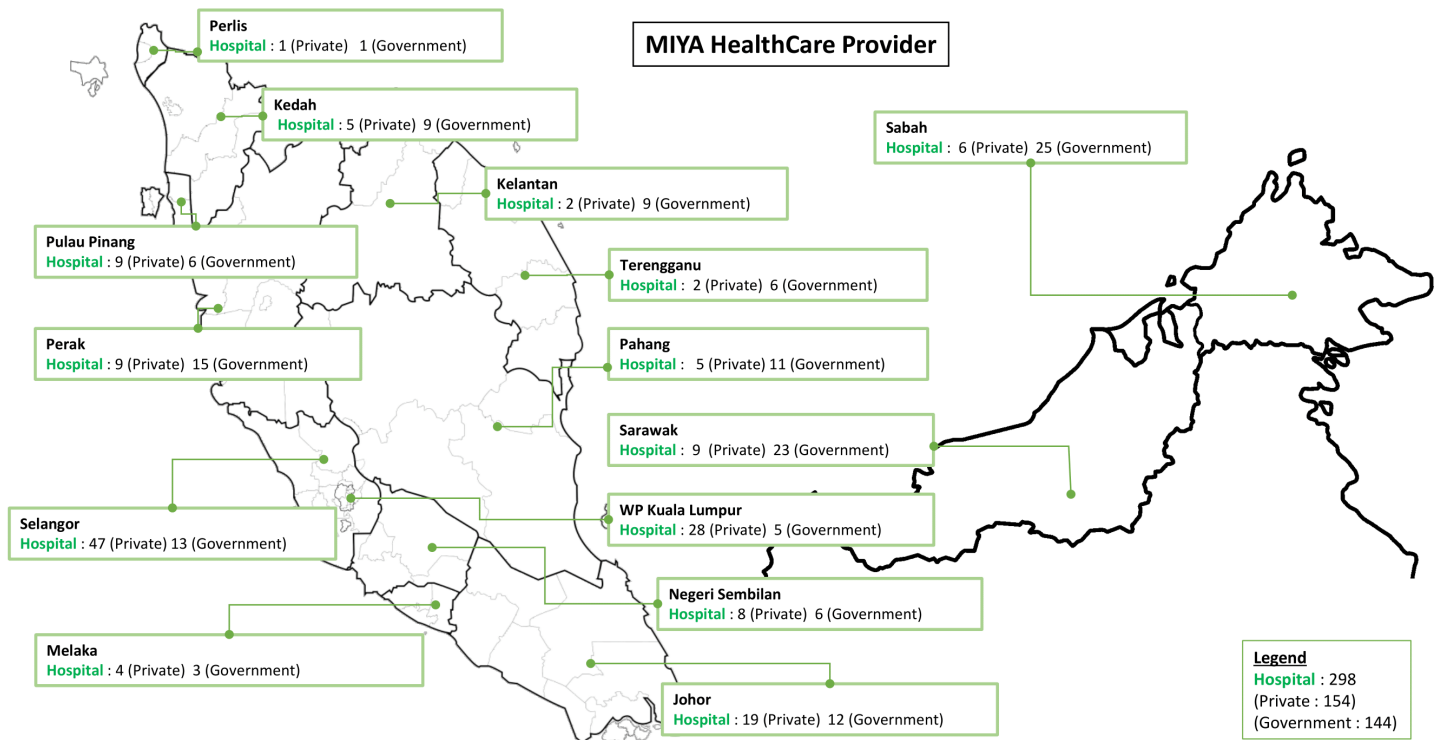 MIYA HealthCare Provider
Perlis
Hospital : 1 (Private) 1 (Government)
Kedah
Hospital : 5 (Private) 9 (Government)
Sabah
Hospital : 6 (Private) 25 (Government)
Kelantan
Hospital : 2 (Private) 9 (Government)
Pulau Pinang
Hospital : 9 (Private) 6 (Government)
Terengganu
Hospital : 2 (Private) 6 (Government)
Perak
Hospital : 9 (Private) 15 (Government)
Pahang
Hospital : 5 (Private) 11 (Government)
Sarawak
Hospital : 9 (Private) 23 (Government)
Selangor
Hospital : 47 (Private) 13 (Government)
WP Kuala Lumpur
Hospital : 28 (Private) 5 (Government)
Negeri Sembilan
Hospital : 8 (Private) 6 (Government)
Melaka
Hospital : 4 (Private) 3 (Government)
Johor
Hospital : 19 (Private) 12 (Government)
Legend
Hospital : 298
(Private : 154)
(Government : 144)